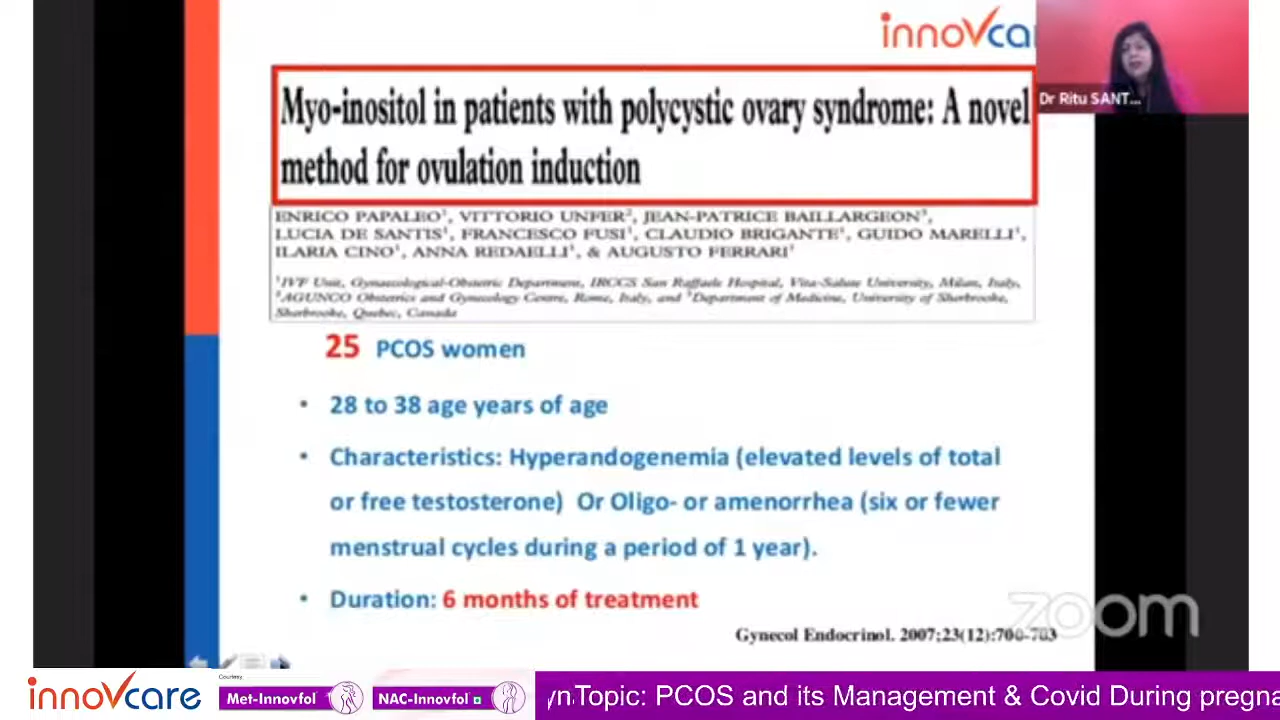 innovca
Myo-inositol in patients with polycystic ovary syndrome: A novel
method for ovulation induction
Dr Ritu SANT...
ENRICO PAPALEO¹, VITTORIO UNFER², JEAN-PATRICE BAILLARGEON³,
LUCIA DE SANTIS¹, FRANCESCO FUSI¹, CLAUDIO BRIGANTE¹, GUIDO MARELLI¹,
ILARIA CINO¹, ANNA REDAELLI¹, & AUGUSTO FERRARI¹
¹IVF Unit, Gynaecological-Obstetric Department, IRCCS San Raffaele Hospital, Vita-Salute University, Milan, Italy,
²AGUNCO Obstetrics and Gynecology Centre, Rome, Italy, and ³Department of Medicine, University of Sherbrooke,
Sherbrooke, Quebec, Canada
25 PCOS women
• 28 to 38 age years of age
• Characteristics: Hyperandogenemia (elevated levels of total
or free testosterone) Or Oligo- or amenorrhea (six or fewer
menstrual cycles during a period of 1 year).
• Duration: 6 months of treatment
zoom
Gynecol Endocrinol. 2007;23(12):700-703
innovcare
Courtesy
Met-Innovfol
NAC-Innovfol
yn.Topic: PCOS and its Management & Covid During pregna